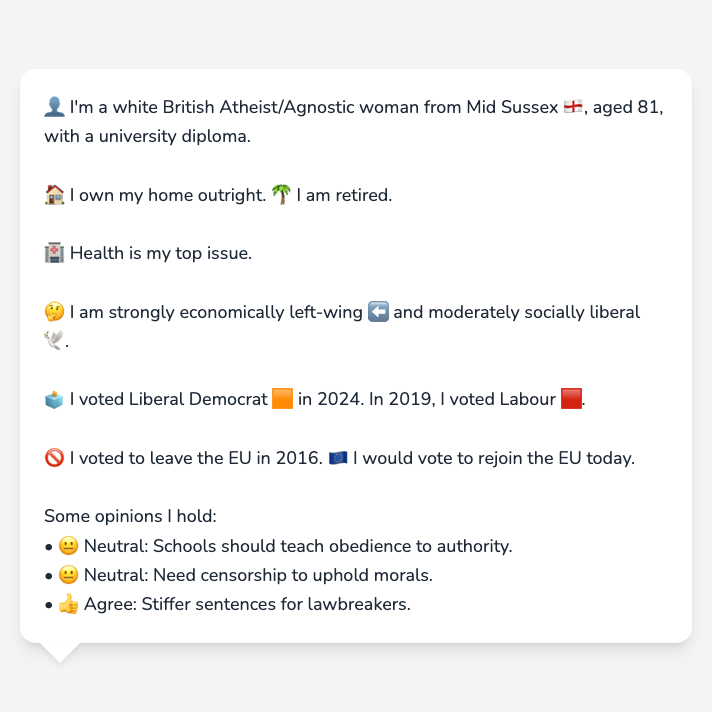 👤 I'm a white British Atheist/Agnostic woman from Mid Sussex 🏴󠁧󠁢󠁥󠁮󠁧󠁿, aged 81,
with a university diploma.
🏠 I own my home outright. 🌴 I am retired.
🏥 Health is my top issue.
🤔 I am strongly economically left-wing ⬅️ and moderately socially liberal
🕊️.
🗳️ I voted Liberal Democrat 🟧 in 2024. In 2019, I voted Labour 🟥.
🚫 I voted to leave the EU in 2016. 🇪🇺 I would vote to rejoin the EU today.
Some opinions I hold:
• 😐 Neutral: Schools should teach obedience to authority.
• 😐 Neutral: Need censorship to uphold morals.
• 👍 Agree: Stiffer sentences for lawbreakers.